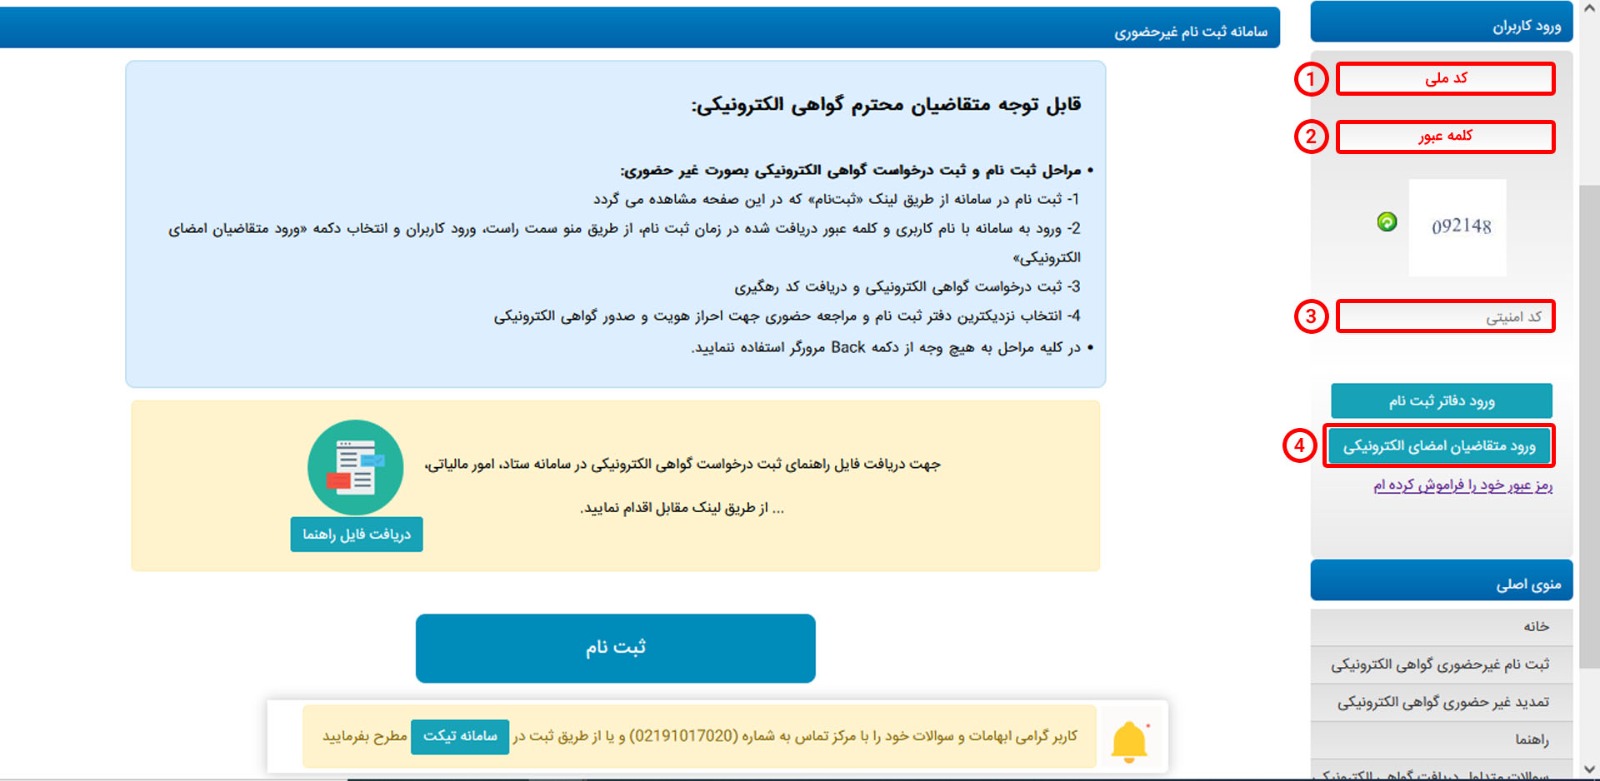 ورود کاربران
سامانه ثبت نام غیرحضوری
1
کد ملی
2
کلمه عبور
092148
3
کد امنیتی
ورود دفاتر ثبت نام
4
ورود متقاضیان امضای الکترونیکی
رمز عبور خود را فراموش کرده ام
قابل توجه متقاضیان محترم گواهی الکترونیکی:
• مراحل ثبت نام و ثبت درخواست گواهی الکترونیکی بصورت غیر حضوری:
1- ثبت نام در سامانه از طریق لینک «ثبت‌نام» که در این صفحه مشاهده می گردد
2- ورود به سامانه با نام کاربری و کلمه عبور دریافت شده در زمان ثبت نام، از طریق منو سمت راست، ورود کاربران و انتخاب دکمه «ورود متقاضیان امضای
الکترونیکی»
3- ثبت درخواست گواهی الکترونیکی و دریافت کد رهگیری
4- انتخاب نزدیکترین دفتر ثبت نام و مراجعه حضوری جهت احراز هویت و صدور گواهی الکترونیکی
• در کلیه مراحل به هیچ وجه از دکمه Back مرورگر استفاده ننمایید.
جهت دریافت فایل راهنمای ثبت درخواست گواهی الکترونیکی در سامانه ستاد، امور مالیاتی،
... از طریق لینک مقابل اقدام نمایید.
دریافت فایل راهنما
ثبت نام
کاربر گرامی ابهامات و سوالات خود را با مرکز تماس به شماره (02191017020) و یا از طریق ثبت در سامانه تیکت مطرح بفرمایید
منوی اصلی
خانه
ثبت نام غیرحضوری گواهی الکترونیکی
تمدید غیر حضوری گواهی الکترونیکی
راهنما
سوالات متداول دریافت گواهی الکترونیکی